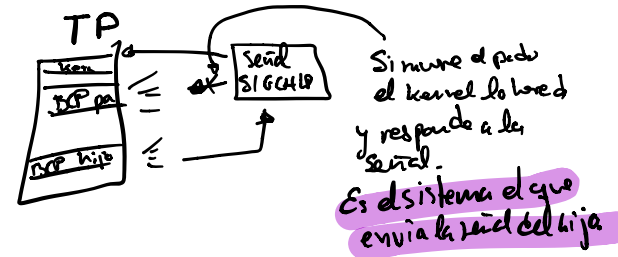 TP
Kern
BCP pa
BCP hijo
Señal
SIGCHLD
Si muere el padre
el kernel lo hereda
y responde a la
señal.
Es el sistema el que
envia la señal del hijo